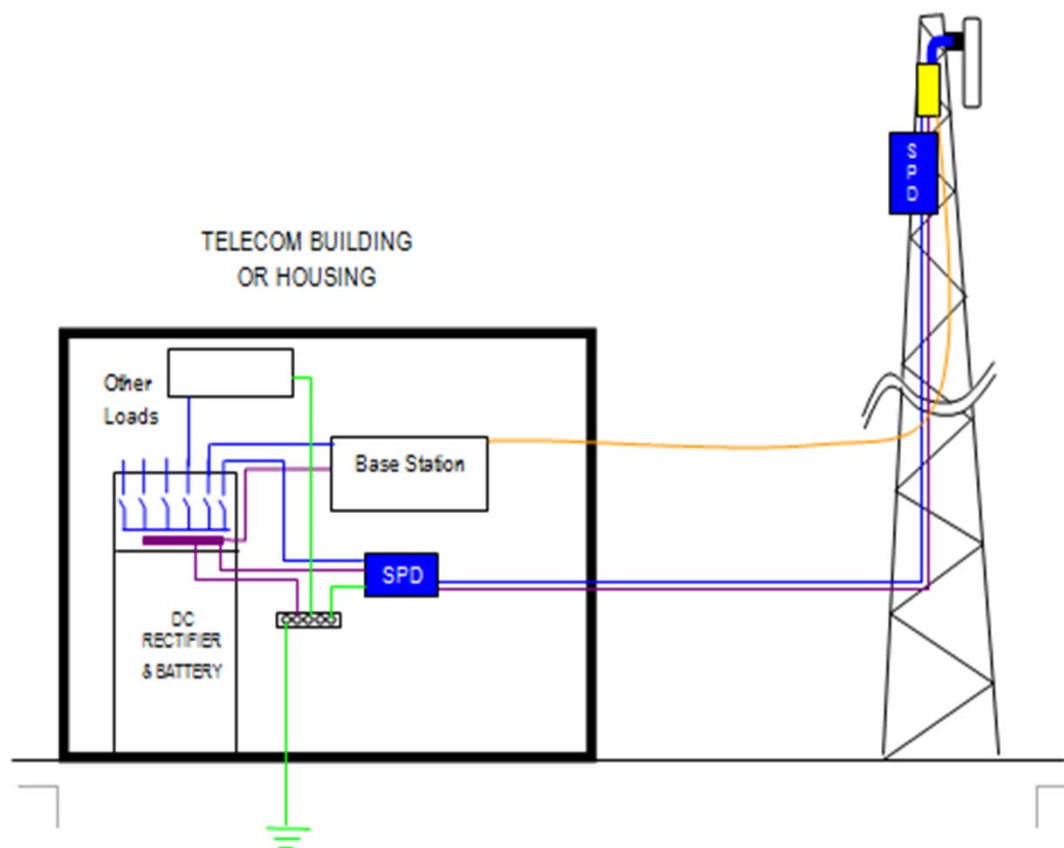 TELECOM BUILDING
OR HOUSING
S
P
D
Other
Loads
Base Station
SPD
DC
RECTIFIER
& BATTERY